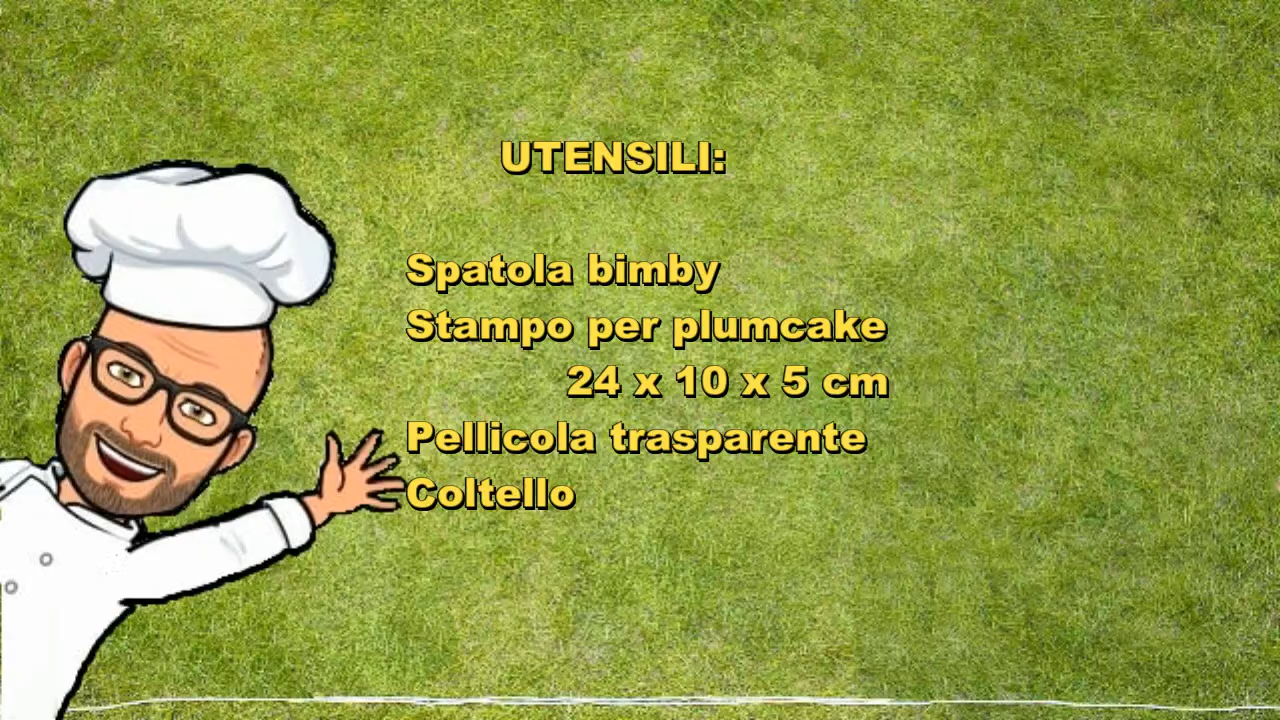 UTENSILI:
Spatola bimby
Stampo per plumcake
24 x 10 x 5 cm
Pellicola trasparente
Coltello